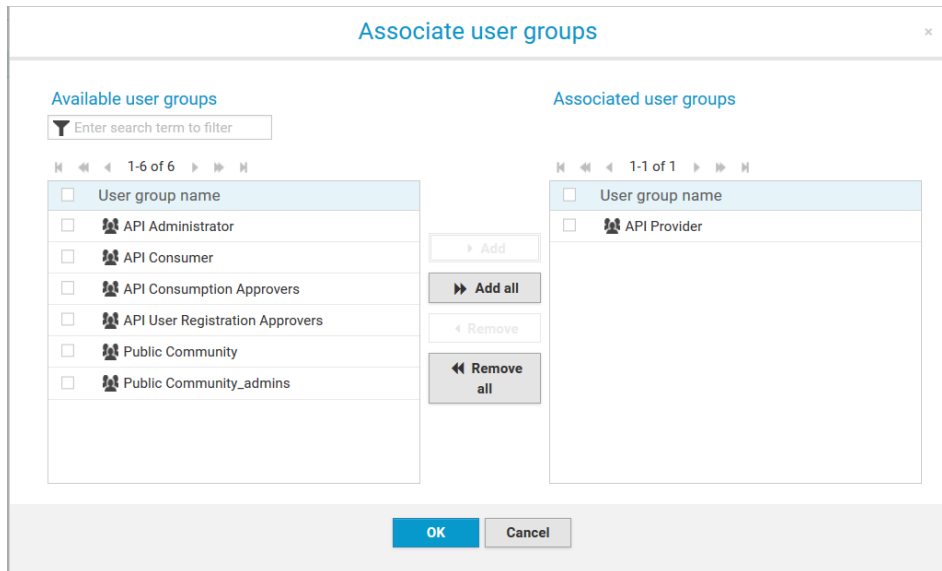 Associate user groups
×
Available user groups
Enter search term to filter
1-6 of 6
User group name
API Administrator
API Consumer
API Consumption Approvers
API User Registration Approvers
Public Community
Public Community_admins
Add
Add all
Remove
Remove
all
Associated user groups
1-1 of 1
User group name
API Provider
OK
Cancel